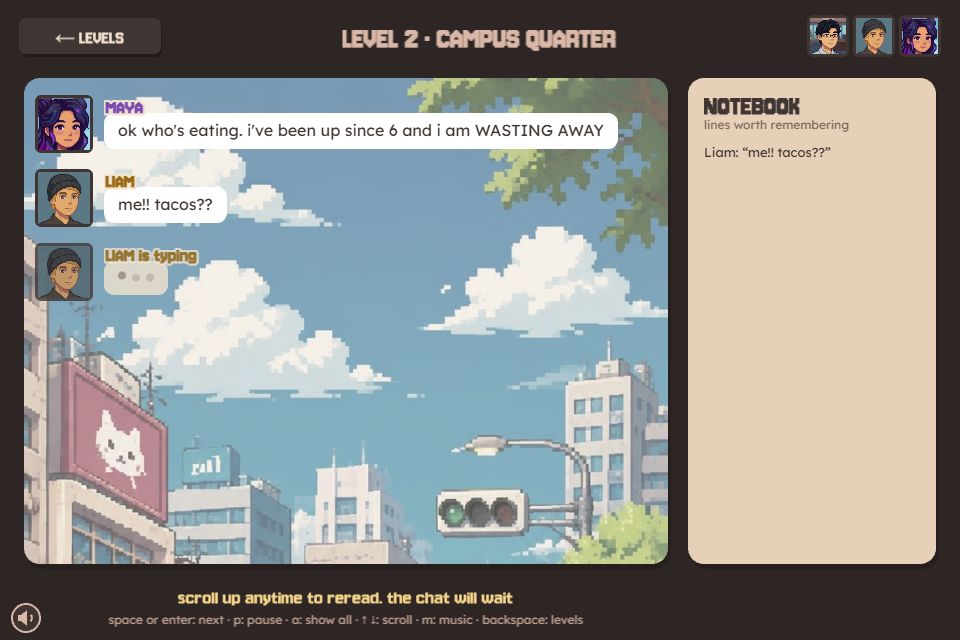 ← LEVELS
LEVEL 2 · CAMPUS QUARTER
MAYA
ok who's eating. i've been up since 6 and i am WASTING AWAY
LIAM
me!! tacos??
LIAM is typing
NOTEBOOK
lines worth remembering
Liam: “me!! tacos??”
scroll up anytime to reread. the chat will wait
space or enter: next · p: pause · a: show all · ↑ ↓: scroll · m: music · backspace: levels